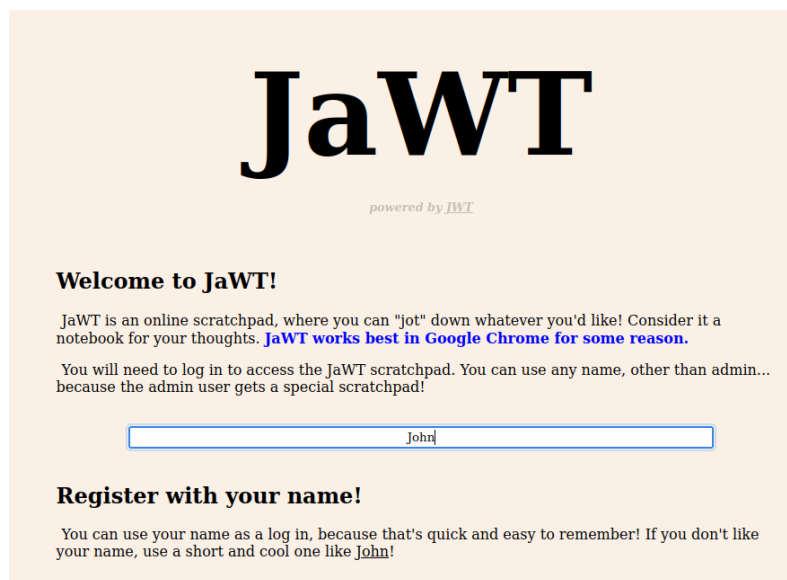 JaWT
powered by JWT
Welcome to JaWT!
JaWT is an online scratchpad, where you can "jot" down whatever you'd like! Consider it a
notebook for your thoughts. JaWT works best in Google Chrome for some reason.
You will need to log in to access the JaWT scratchpad. You can use any name, other than admin...
because the admin user gets a special scratchpad!
John
Register with your name!
You can use your name as a log in, because that's quick and easy to remember! If you don't like
your name, use a short and cool one like John!